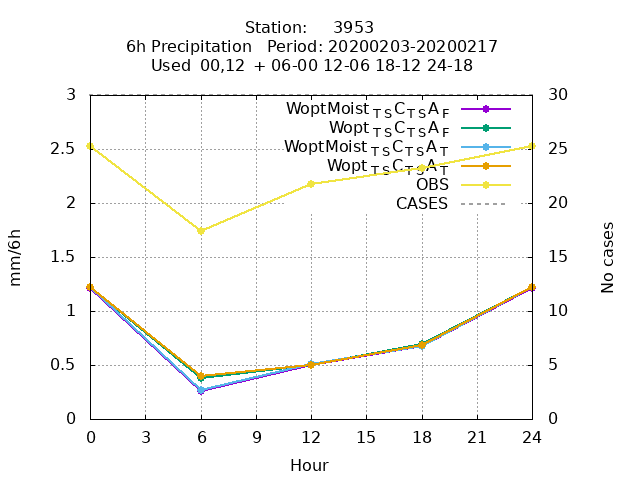 Station: 3953
6h Precipitation Period: 20200203-20200217
Used 00,12 + 06-00 12-06 18-12 24-18
WoptMoist TS C TS A F
Wopt TS C TS A F
WoptMoist TS C TS A T
Wopt TS C TS A T
OBS
CASES
mm/6h
3
2.5
2
1.5
1
0.5
0
30
25
20
15
10
5
0
No cases
0 3 6 9 12 15 18 21 24
Hour